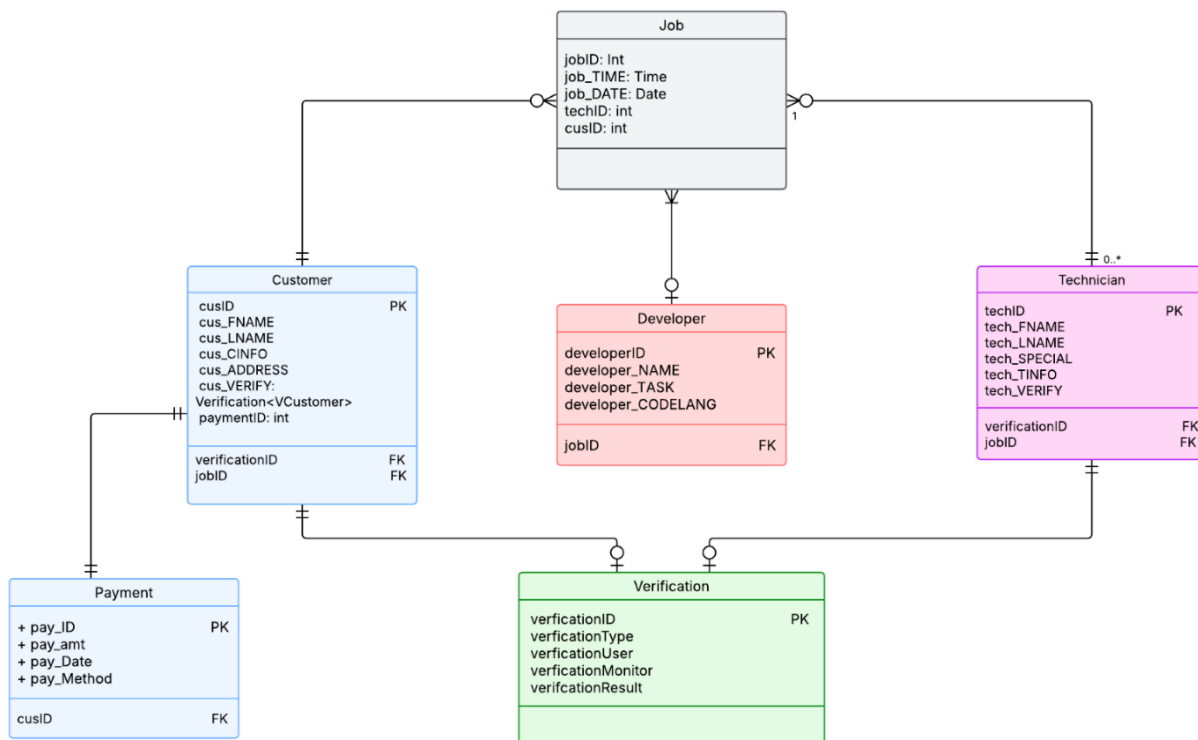 Job
jobID: Int
job_TIME: Time
job_DATE: Date
techID: int
cusID: int
1
0..*
Customer
cusID PK
cus_FNAME
cus_LNAME
cus_CINFO
cus_ADDRESS
cus_VERIFY:
Verification<VCustomer>
paymentID: int
verificationID FK
jobID FK
Developer
developerID PK
developer_NAME
developer_TASK
developer_CODELANG
jobID FK
Technician
techID PK
tech_FNAME
tech_LNAME
tech_SPECIAL
tech_TINFO
tech_VERIFY
verificationID FK
jobID FK
Payment
+ pay_ID PK
+ pay_amt
+ pay_Date
+ pay_Method
cusID FK
Verification
verficationID PK
verficationType
verficationUser
verficationMonitor
verifcationResult